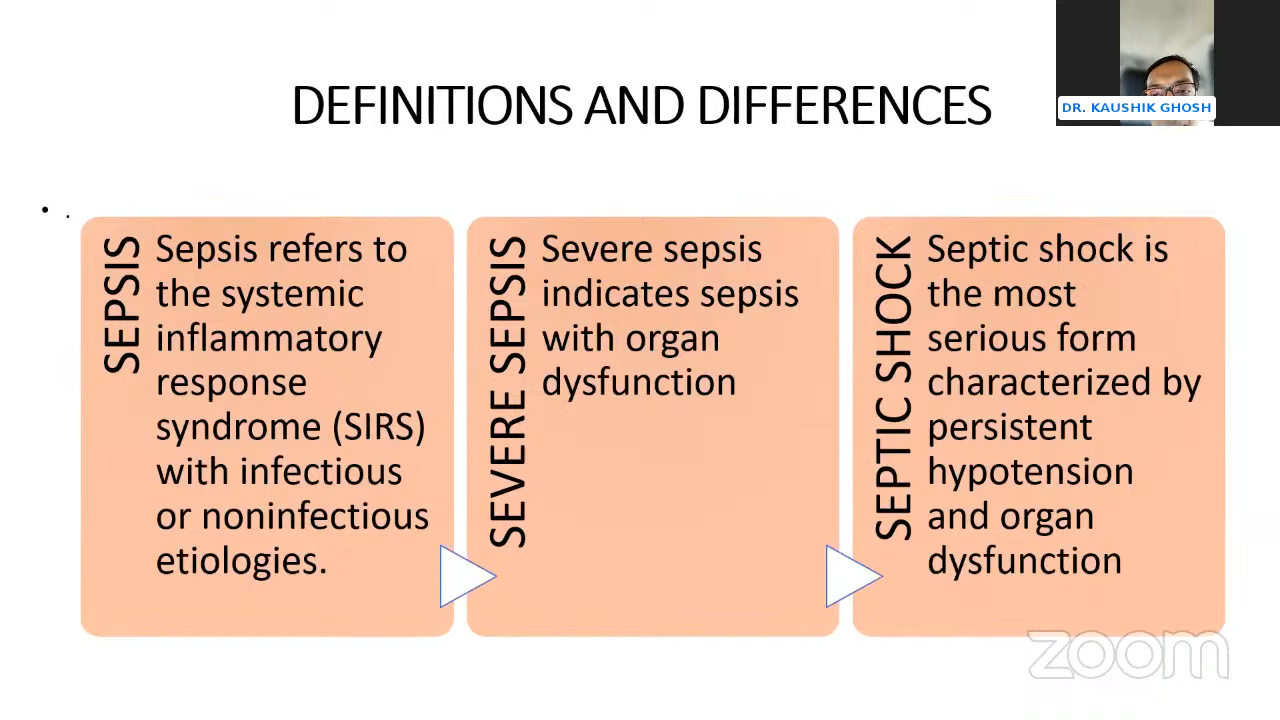 DEFINITIONS AND DIFFERENCES
DR. KAUSHIK GHOSH
• .
SEPSIS
Sepsis refers to
the systemic
inflammatory
response
syndrome (SIRS)
with infectious
or noninfectious
etiologies.
SEVERE SEPSIS
Severe sepsis
indicates sepsis
with organ
dysfunction
SEPTIC SHOCK
Septic shock is
the most
serious form
characterized by
persistent
hypotension
and organ
dysfunction
zoom